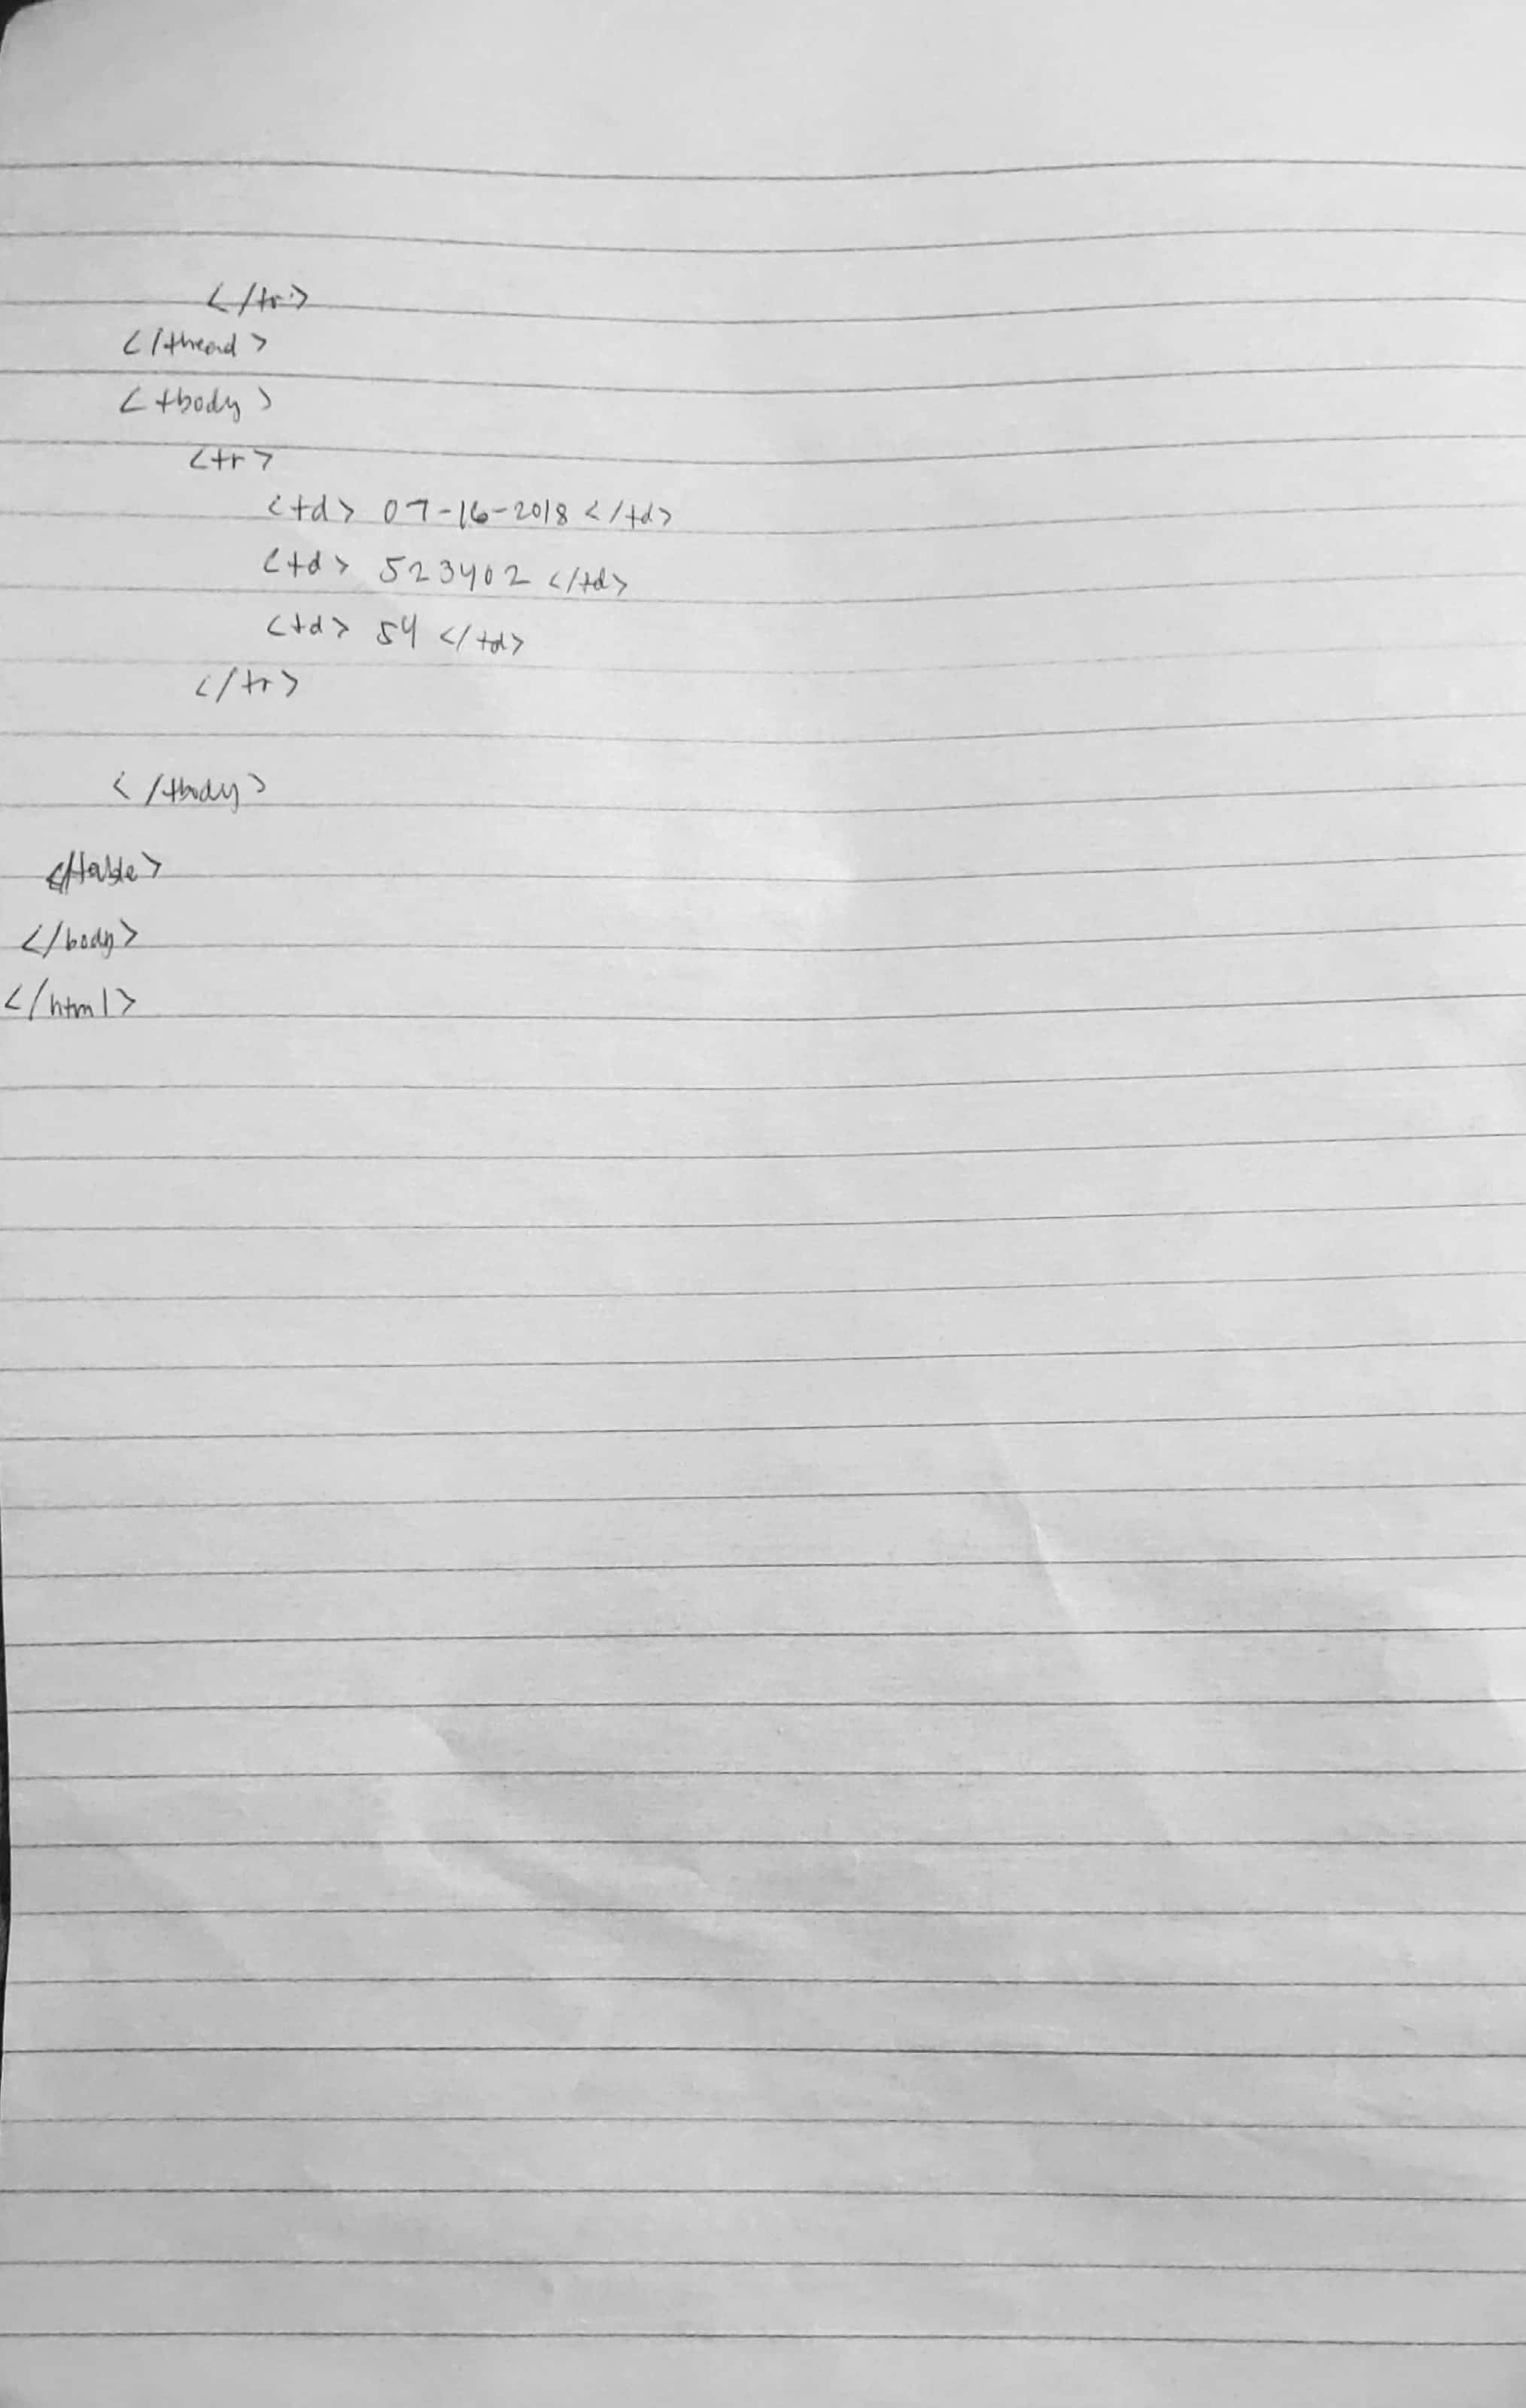 </tr>
</thead>
<tbody>
<tr>
<td> 07-16-2018 </td>
<td> 523402 </td>
<td> 54 </td>
</tr>
</tbody>
</table>
</body>
</html>